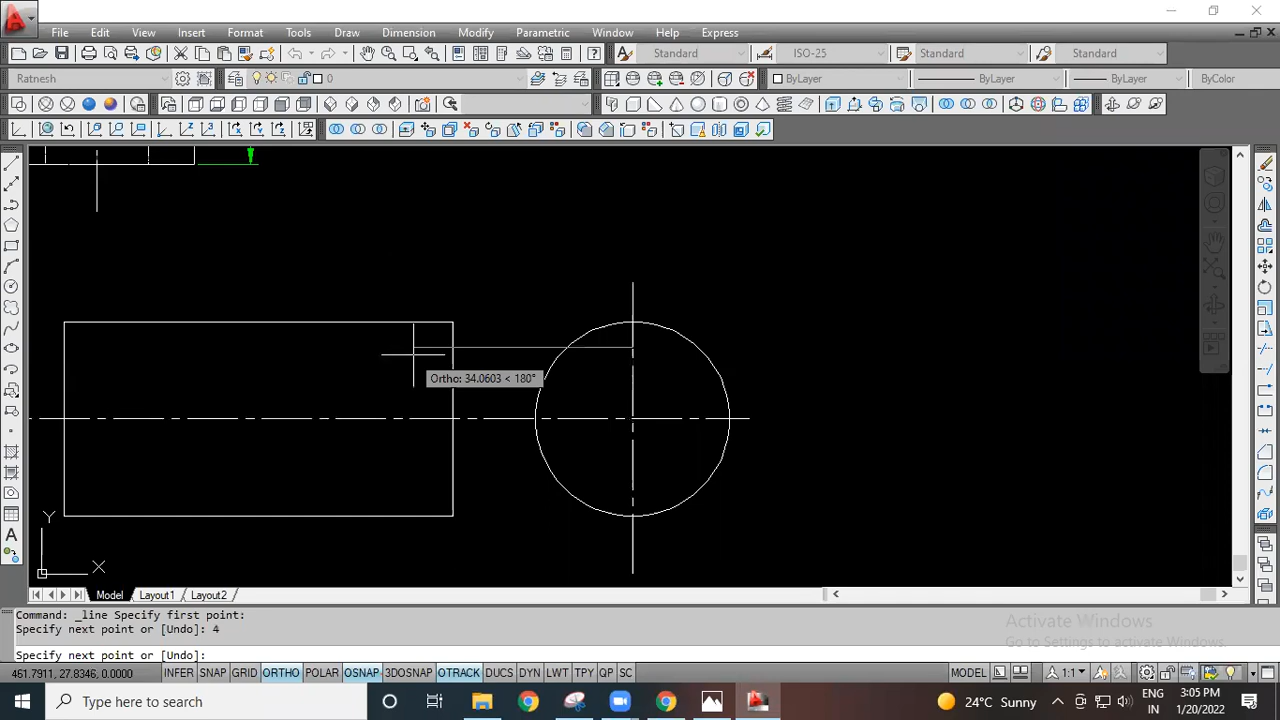 File Edit View Insert Format Tools Draw Dimension Modify Parametric Window Help Express
Standard ISO-25 Standard Standard
Ratnesh 0 ByLayer ByLayer ByLayer ByColor
Ortho: 34.0603 < 180°
Y
X
Model Layout1 Layout2
Command: _line Specify first point:
Specify next point or [Undo]: 4
Specify next point or [Undo]:
Activate Windows
Go to Settings to activate Windows.
461.7911, 27.8346, 0.0000 INFER SNAP GRID ORTHO POLAR OSNAP 3DOSNAP OTRACK DUCS DYN LWT TPY QP SC MODEL 1:1
Type here to search
24°C Sunny
ENG
IN
3:05 PM
1/20/2022